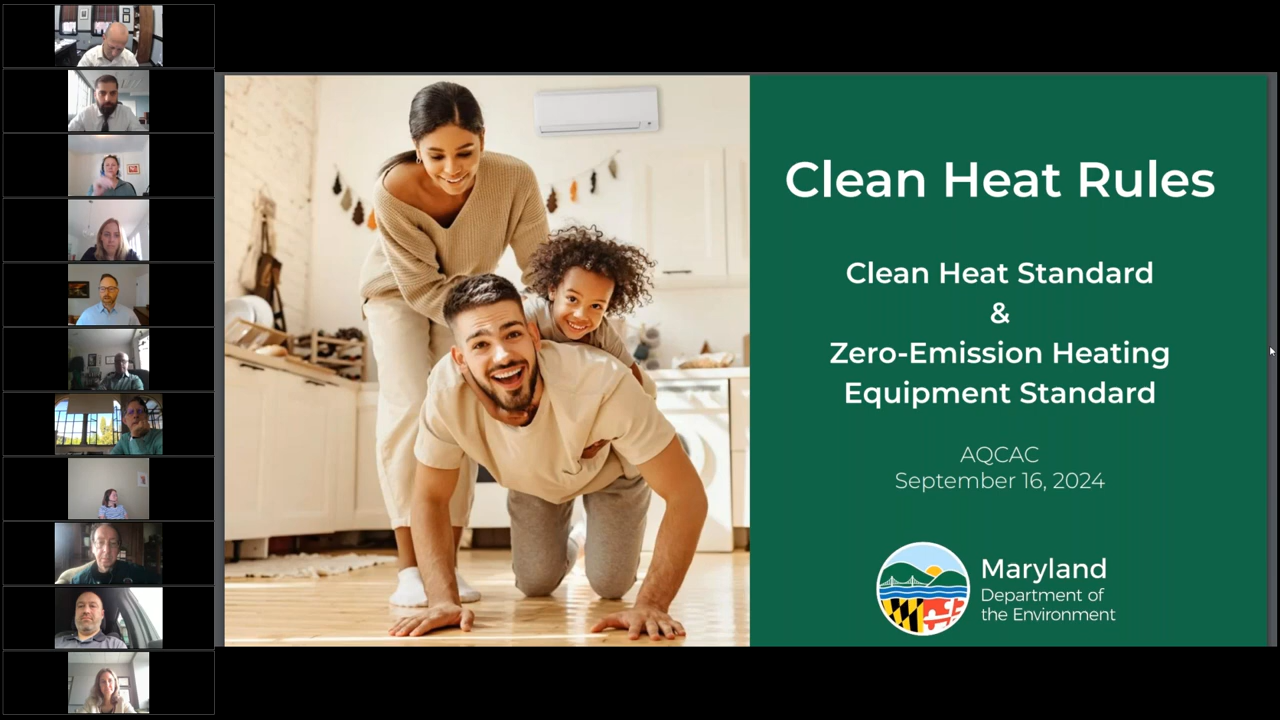 Clean Heat Rules
Clean Heat Standard
&
Zero-Emission Heating
Equipment Standard
AQCAC
September 16, 2024
Maryland
Department of
the Environment